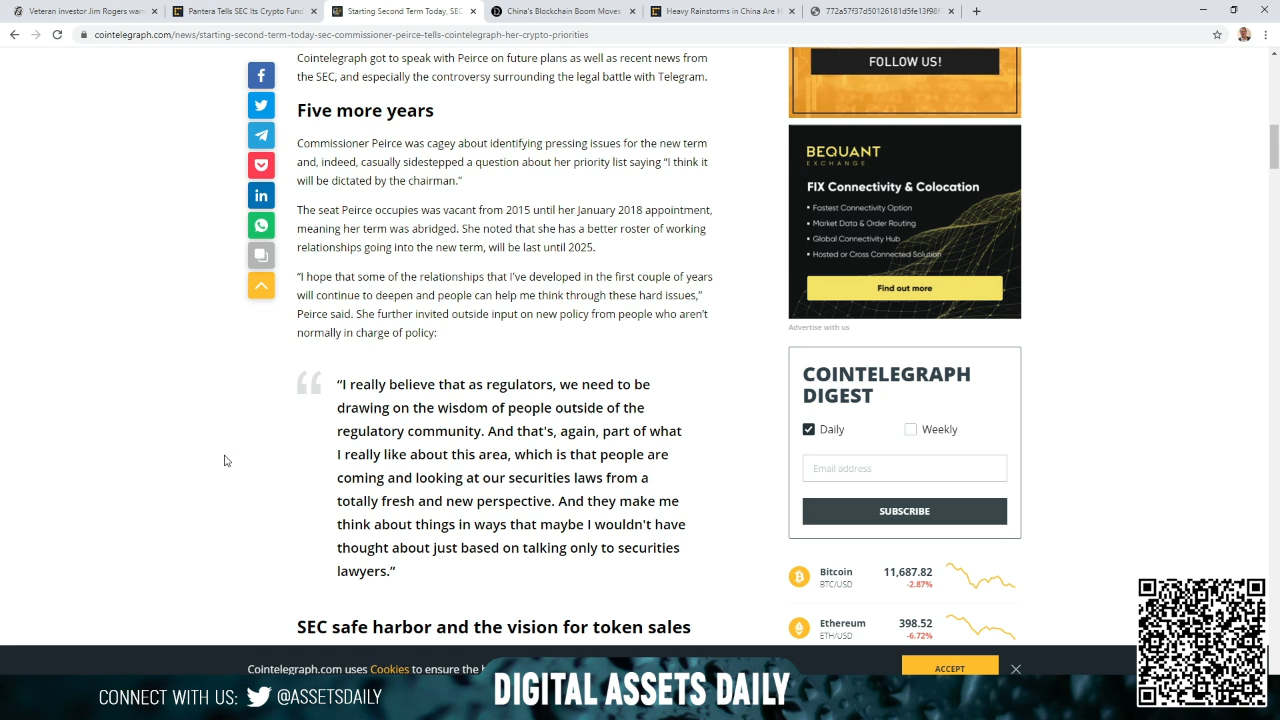 Veteran investor Jim Rogers war
Pantera Tells SEC Its Crypto Fund
Starting Second Term Today, SEC
China's Blockchain Boom Moves
Heavy Rainstorms in China Are H
cointelegraph.com/news/starting-second-term-today-sec-commissioner-peirce-tells-cointelegraph-her-crypto-priorities
Cointelegraph got to speak with Peirce on future plans as well as recent news from
the SEC, and especially the controversy surrounding the legal battle with Telegram.
Five more years
Commissioner Peirce was cagey about identifying pressing issues for the new term
and, indeed, casually sidestepped a question about a priority list saying "I think it
will be dictated by the chairman."
The seat Peirce occupies was vacant from 2015 until her January 2018 appointment,
meaning her first term was abridged. She noted that she has a better roster of working
relationships going into the new term, will be last until 2025.
"I hope that some of the relationships that I've developed in the firstcouple of years
will continue to deepen and people can help me think through these hard issues,"
she said. She further invited outside input on new policy from people who aren't
normally in charge of policy:
"I really believe that as regulators, we need to be
drawing on the wisdom of people outside of the
regulatory community. And that's, again, part of what
I really like about this area, which is that people are
coming and looking at our securities laws from a
totally fresh and new perspective. And they make me
think about things in ways that maybe I wouldn't have
thought about just based on talking only to securities
lawyers."
SEC safe harbor and the vision for token sales
FOLLOW US!
BEQUANT
EXCHANGE
FIX Connectivity & Colocation
• Fastest Connectivity Option
• Market Data & Order Routing
• Global Connectivity Hub
• Hosted or Cross Connected Solution
Find out more
Advertise with us
COINTELEGRAPH
DIGEST
Daily Weekly
Email address
SUBSCRIBE
Bitcoin 11,687.82
BTC/USD -2.87%
Ethereum 398.52
ETH/USD -6.72%
Cointelegraph.com uses Cookies to ensure the b
ACCEPT
CONNECT WITH US: @ASSETSDAILY
DIGITAL ASSETS DAILY